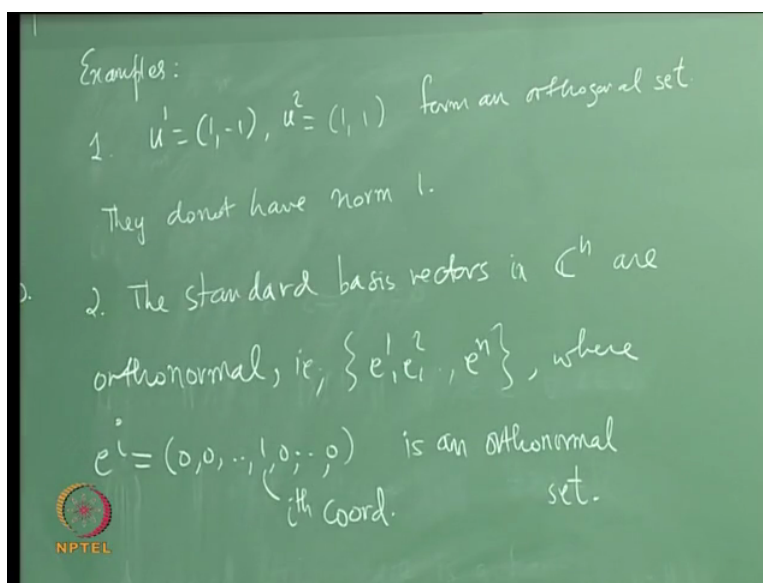 Examples:
1. u¹ = (1,-1), u² = (1,1) form an orthogonal set.
They donot have norm 1.
2. The standard basis vectors in ℂⁿ are
orthonormal, ie, {e¹, e², .., eⁿ}, where
eⁱ = (0,0,..,1,0,..,0) is an orthonormal
ith coord. set.
NPTEL